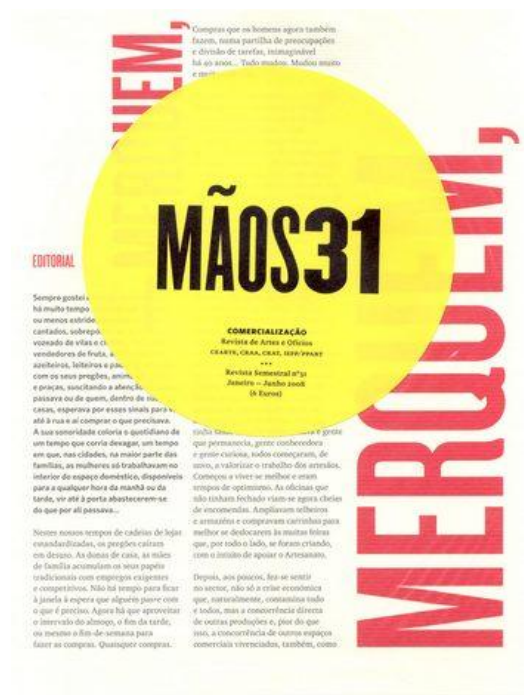 MERQUEM,
Compras que os homens agora também
fazem, numa partilha de preocupações
e divisão de tarefas, inimaginável
há 40 anos... Tudo mudou. Mudou muito
MÃOS31
COMERCIALIZAÇÃO
Revista de Artes e Ofícios
CEARTE, CRAA, CRAT, IEFP/PPART
•••
Revista Semestral nº31
Janeiro – Junho 2008
(6 Euros)
EDITORIAL
Sempre gostei
há muito tempo
ou menos
cantados,
vozeado de vilas e
vendedores de fruta,
azeiteiros, leiteiros e
com os seus pregões,
e praças, suscitando a atenção
passava ou de quem, dentro de
casas, esperava por esses sinais para
até à rua e aí comprar o que precisava.
A sua sonoridade coloria o quotidiano de
um tempo que corria devagar, um tempo
em que, nas cidades, na maior parte das
famílias, as mulheres só trabalhavam no
interior do espaço doméstico, disponíveis
para a qualquer hora da manhã ou da
tarde, vir até à porta abastecerem-se
do que por ali passava...
Nestes nossos tempos de cadeias de lojas
estandardizadas, os pregões caíram
em desuso. As donas de casa, as mães
de família acumulam os seus papéis
tradicionais com empregos exigentes
e competitivos. Não há tempo para ficar
à janela à espera que alguém passe com
o que é preciso. Agora há que aproveitar
o intervalo do almoço, o fim da tarde,
ou mesmo o fim-de-semana para
fazer as compras. Quaisquer compras.
que permanecia, gente conhecedora
e gente curiosa, todos começaram, de
novo, a valorizar o trabalho dos artesãos.
Começou a viver-se melhor e eram
tempos de optimismo. As oficinas que
não tinham fechado viam-se agora cheias
de encomendas. Ampliavam telheiros
e armazéns e compravam carrinhas para
melhor se deslocarem às muitas feiras
que, por todo o lado, se foram criando,
com o intuito de apoiar o Artesanato.
Depois, aos poucos, fez-se sentir
no sector, não só a crise económica
que, naturalmente, contamina tudo
e todos, mas a concorrência directa
de outras produções e, pior do que
isso, a concorrência de outros espaços
comerciais vivenciados, também, como
MERQUEM,